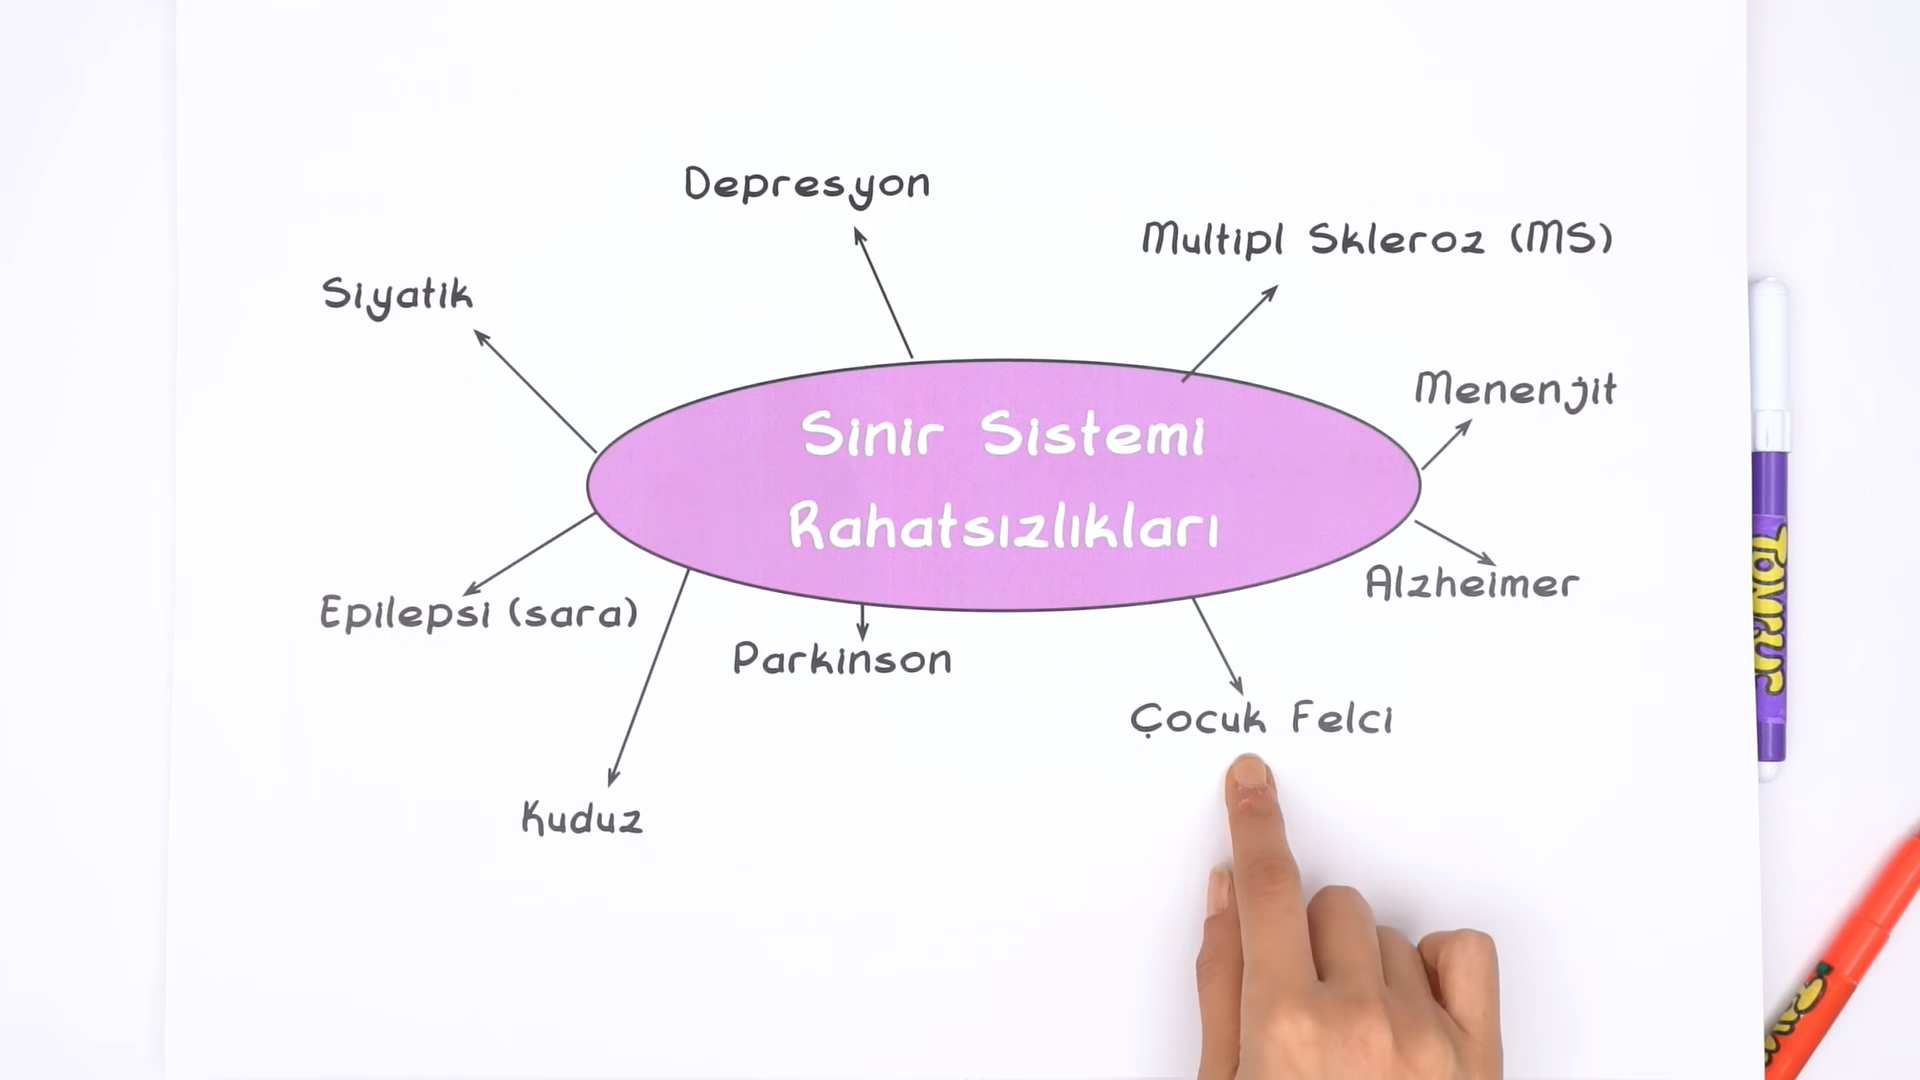 Depresyon
Multipl Skleroz (MS)
Siyatik
Menenjit
Sinir Sistemi
Rahatsızlıkları
Alzheimer
Epilepsi (sara)
Parkinson
Çocuk Felci
Kuduz